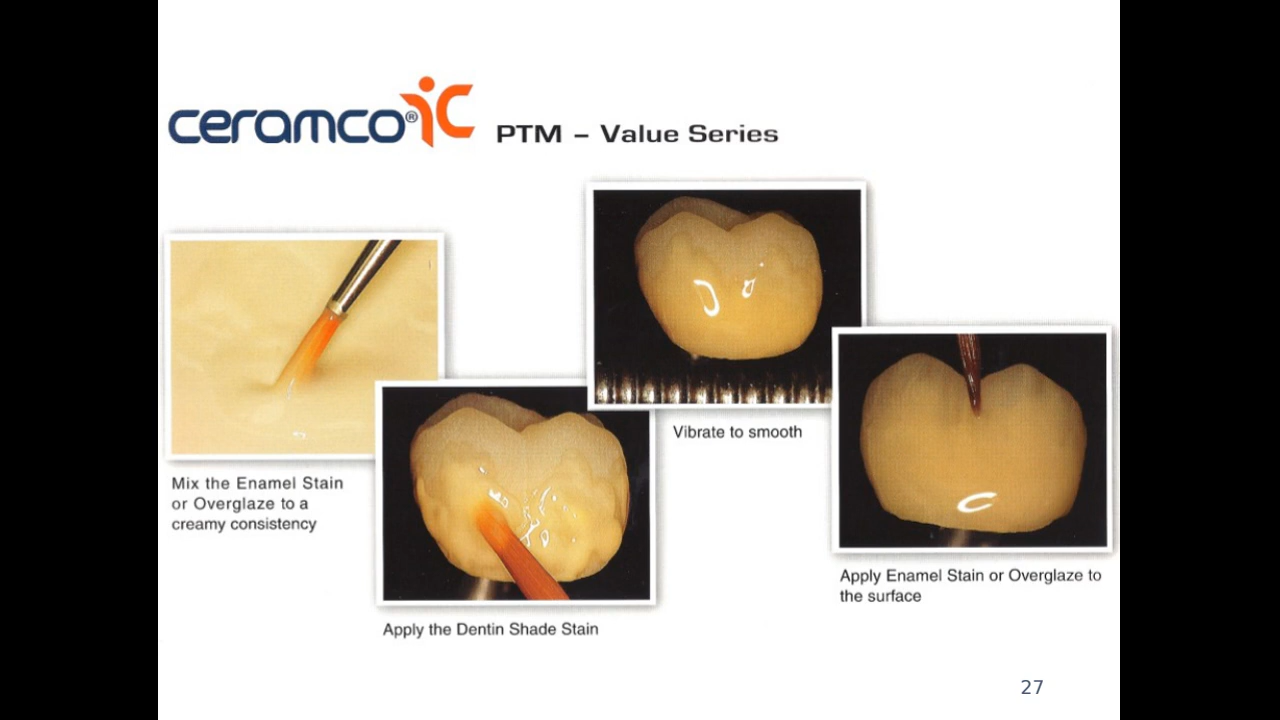 ceramco® iC
PTM – Value Series
Mix the Enamel Stain
or Overglaze to a
creamy consistency
Apply the Dentin Shade Stain
Vibrate to smooth
Apply Enamel Stain or Overglaze to
the surface
27